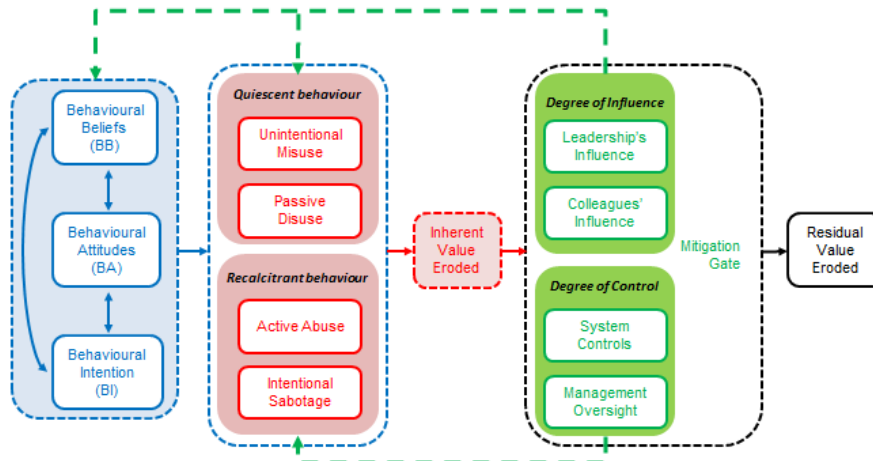 Behavioural
Beliefs
(BB)
Behavioural
Attitudes
(BA)
Behavioural
Intention
(BI)
Quiescent behaviour
Unintentional
Misuse
Passive
Disuse
Recalcitrant behaviour
Active Abuse
Intentional
Sabotage
Inherent
Value
Eroded
Degree of Influence
Leadership's
Influence
Colleagues'
Influence
Degree of Control
System
Controls
Management
Oversight
Mitigation
Gate
Residual
Value
Eroded